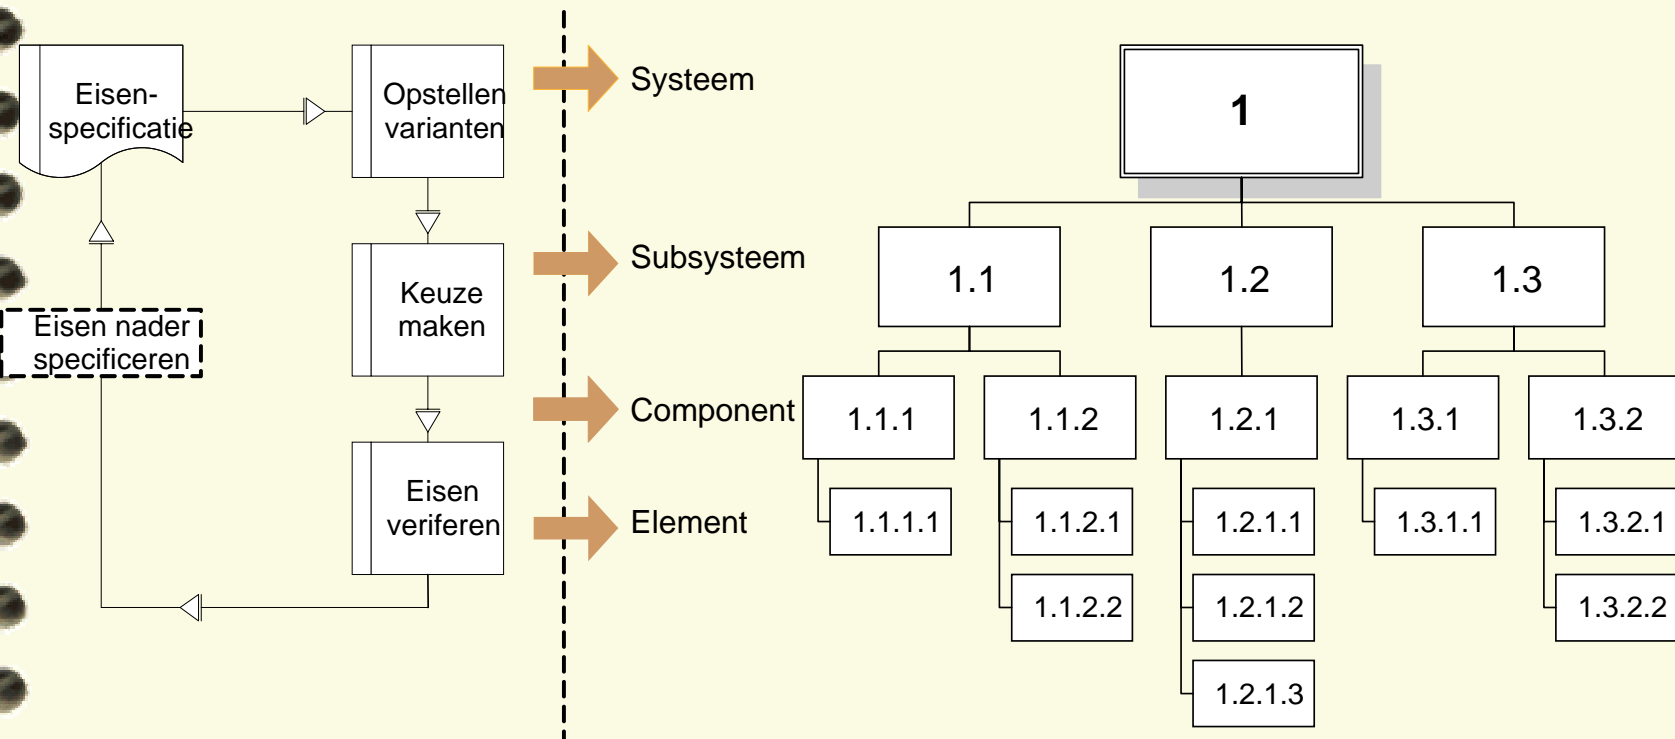 Eisen-
specificatie
Opstellen
varianten
Keuze
maken
Eisen
veriferen
Eisen nader
specificeren
Systeem
Subsysteem
Component
Element
1
1.1
1.2
1.3
1.1.1
1.1.2
1.2.1
1.3.1
1.3.2
1.1.1.1
1.1.2.1
1.2.1.1
1.3.1.1
1.3.2.1
1.1.2.2
1.2.1.2
1.3.2.2
1.2.1.3